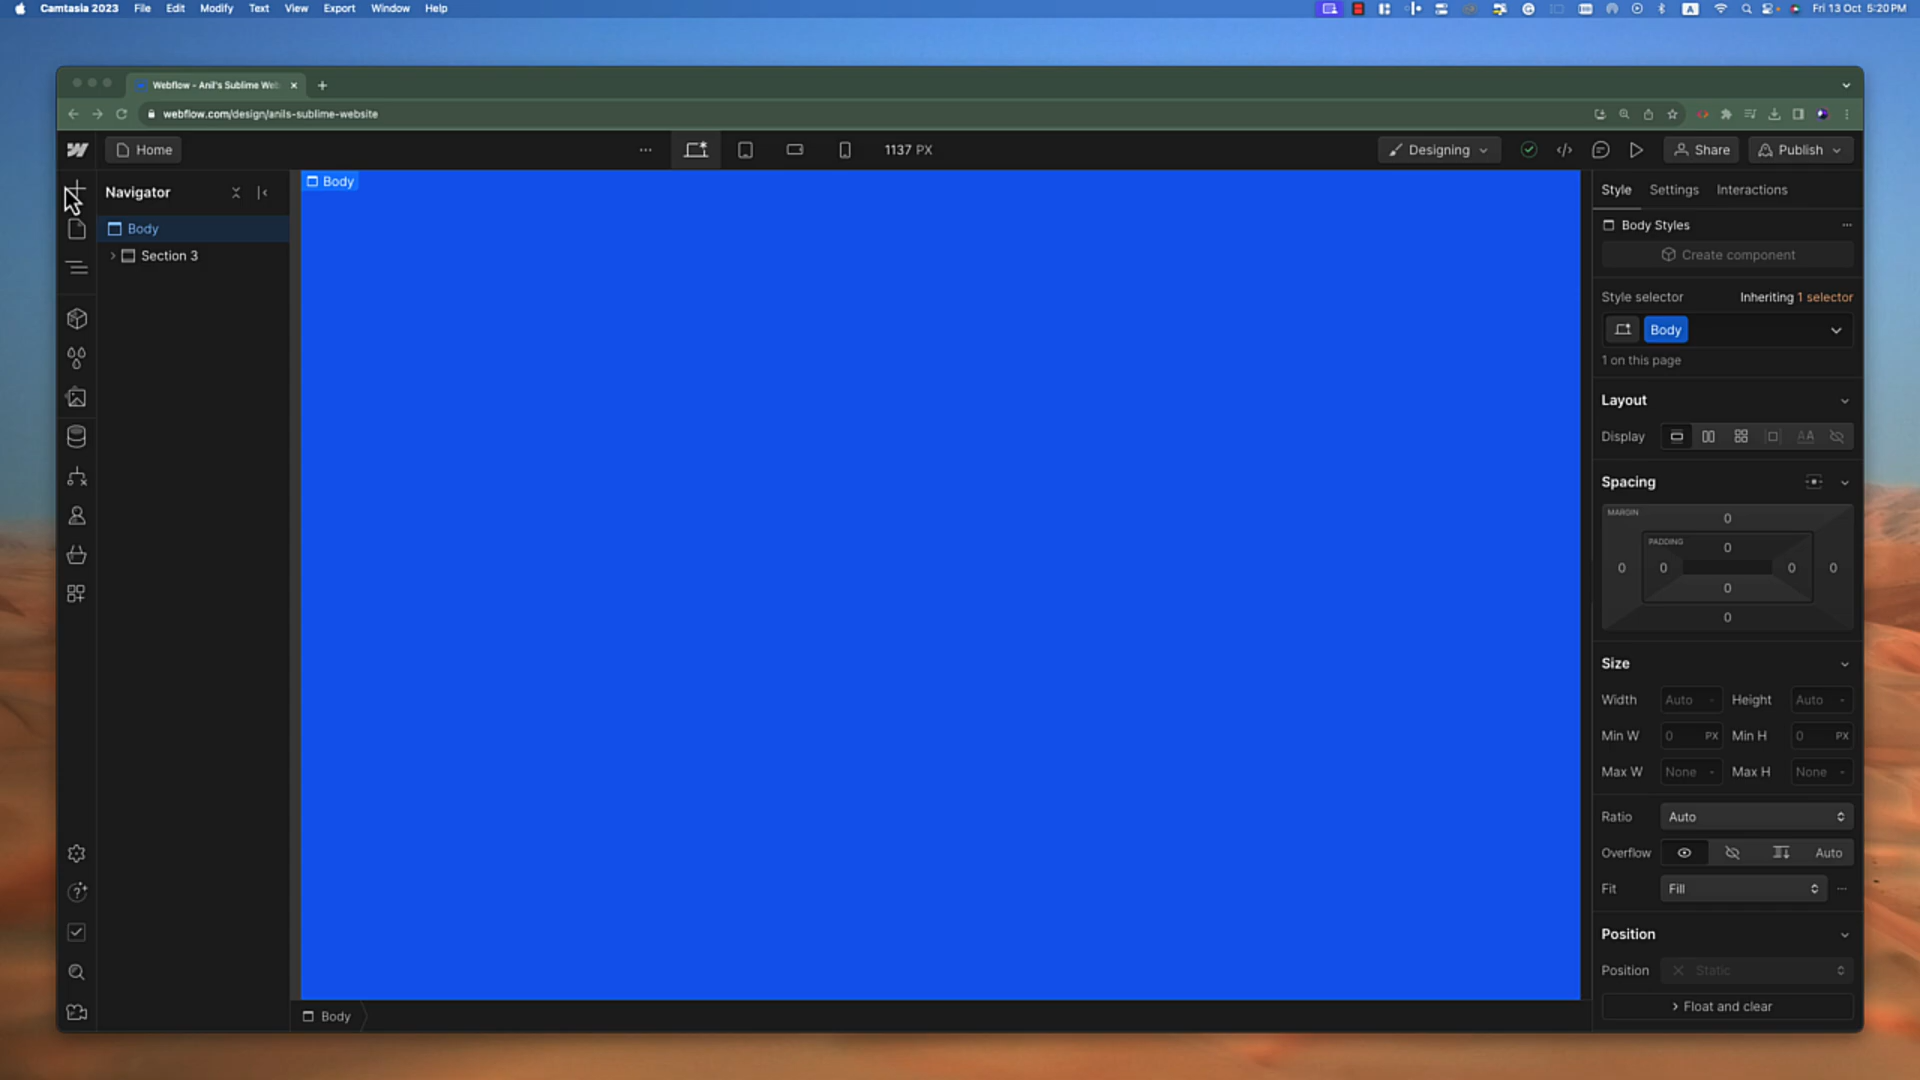 Camtasia 2023 File Edit Modify Text View Export Window Help
A
Fri 13 Oct 5:20 PM
Webflow - Anil's Sublime Web
webflow.com/design/anils-sublime-website
Home
1137 PX
Designing
Share
Publish
Navigator
Body
Section 3
Body
Style Settings Interactions
Body Styles
Create component
Style selector Inheriting 1 selector
Body
1 on this page
Layout
Display AA
Spacing
MARGIN
0
PADDING
0
0 0 0 0
0
0
Size
Width Auto - Height Auto -
Min W 0 PX Min H 0 PX
Max W None - Max H None -
Ratio Auto
Overflow Auto
Fit Fill
Position
Position Static
Float and clear
Body